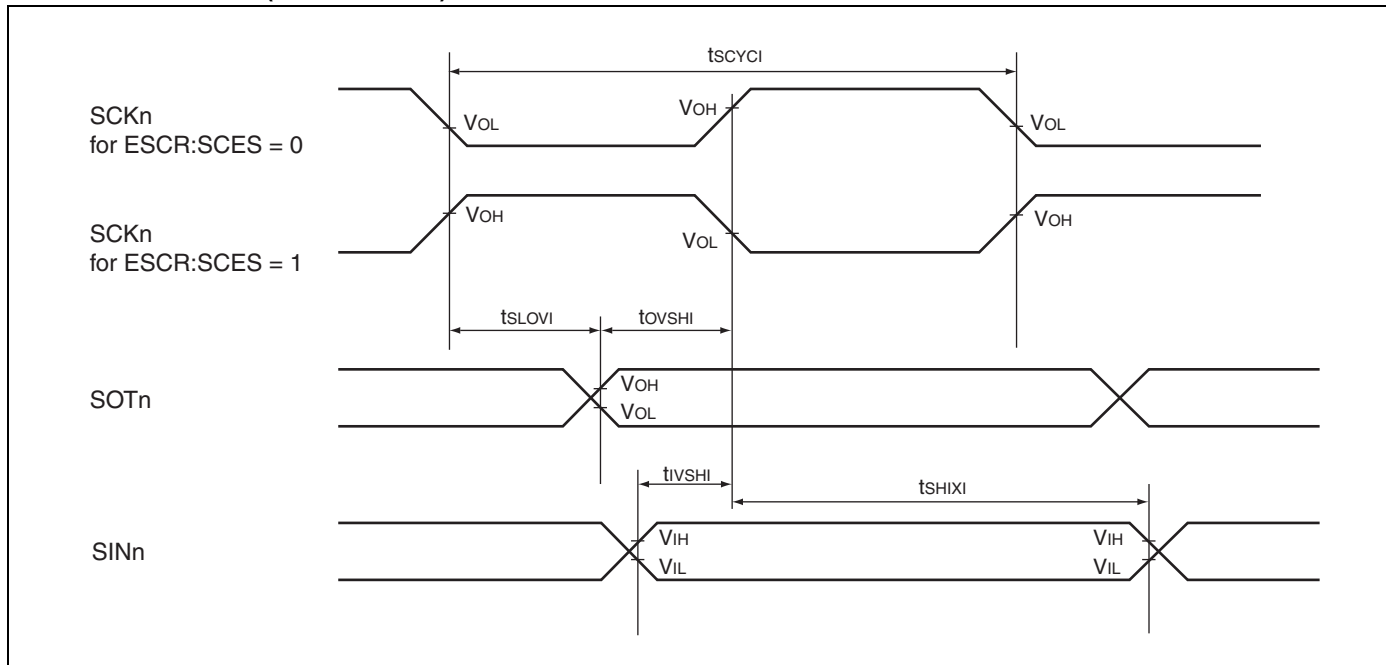 tSCYCI
SCKn
for ESCR:SCES = 0
VOL
VOH
VOL
SCKn
for ESCR:SCES = 1
VOH
VOL
VOH
tSLOVI
tOVSHI
SOTn
VOH
VOL
tIVSHI
tSHIXI
SINn
VIH
VIL
VIH
VIL